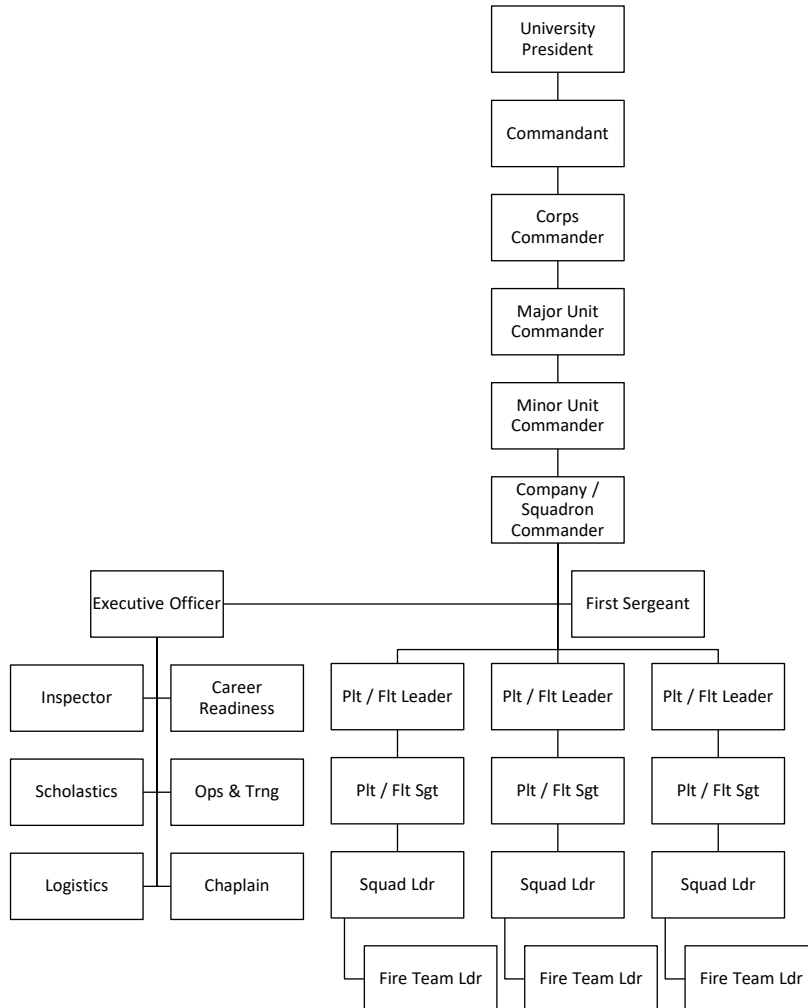 University
President
Commandant
Corps
Commander
Major Unit
Commander
Minor Unit
Commander
Company /
Squadron
Commander
Executive Officer
First Sergeant
Inspector
Career
Readiness
Plt / Flt Leader
Plt / Flt Leader
Plt / Flt Leader
Scholastics
Ops & Trng
Plt / Flt Sgt
Plt / Flt Sgt
Plt / Flt Sgt
Logistics
Chaplain
Squad Ldr
Squad Ldr
Squad Ldr
Fire Team Ldr
Fire Team Ldr
Fire Team Ldr